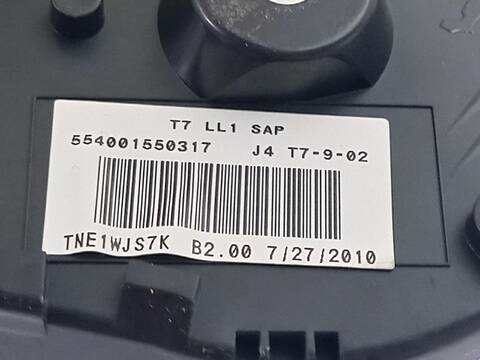 T7 LL1 SAP
554001550317 J4 T7-9-02
TNE1WJS7K B2.00 7/27/2010